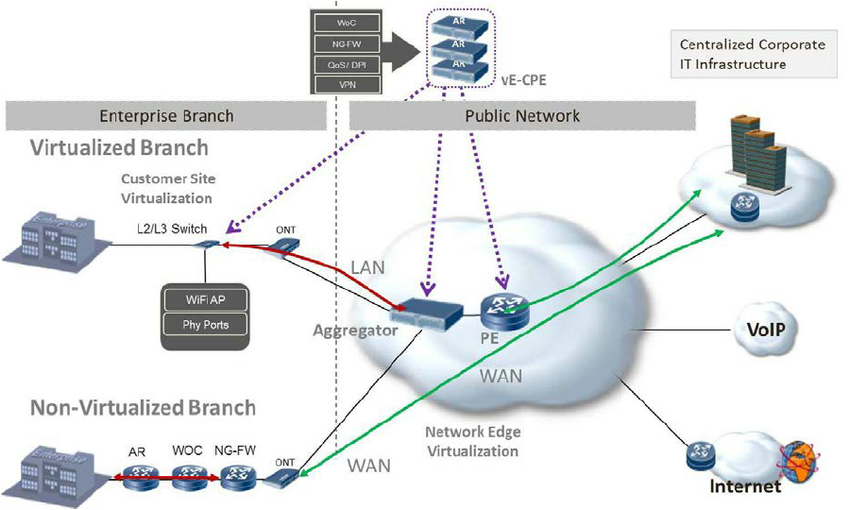 WoC
NG-FW
QoS/ DPI
VPN
AR
AR
AR
vE-CPE
Centralized Corporate
IT Infrastructure
Enterprise Branch
Public Network
Virtualized Branch
Customer Site
Virtualization
Enterprise
L2/L3 Switch
ONT
WiFi AP
Phy Ports
LAN
Aggregator
PE
VoIP
WAN
Non-Virtualized Branch
Network Edge
Virtualization
Enterprise
AR
WOC
NG-FW
ONT
WAN
Internet